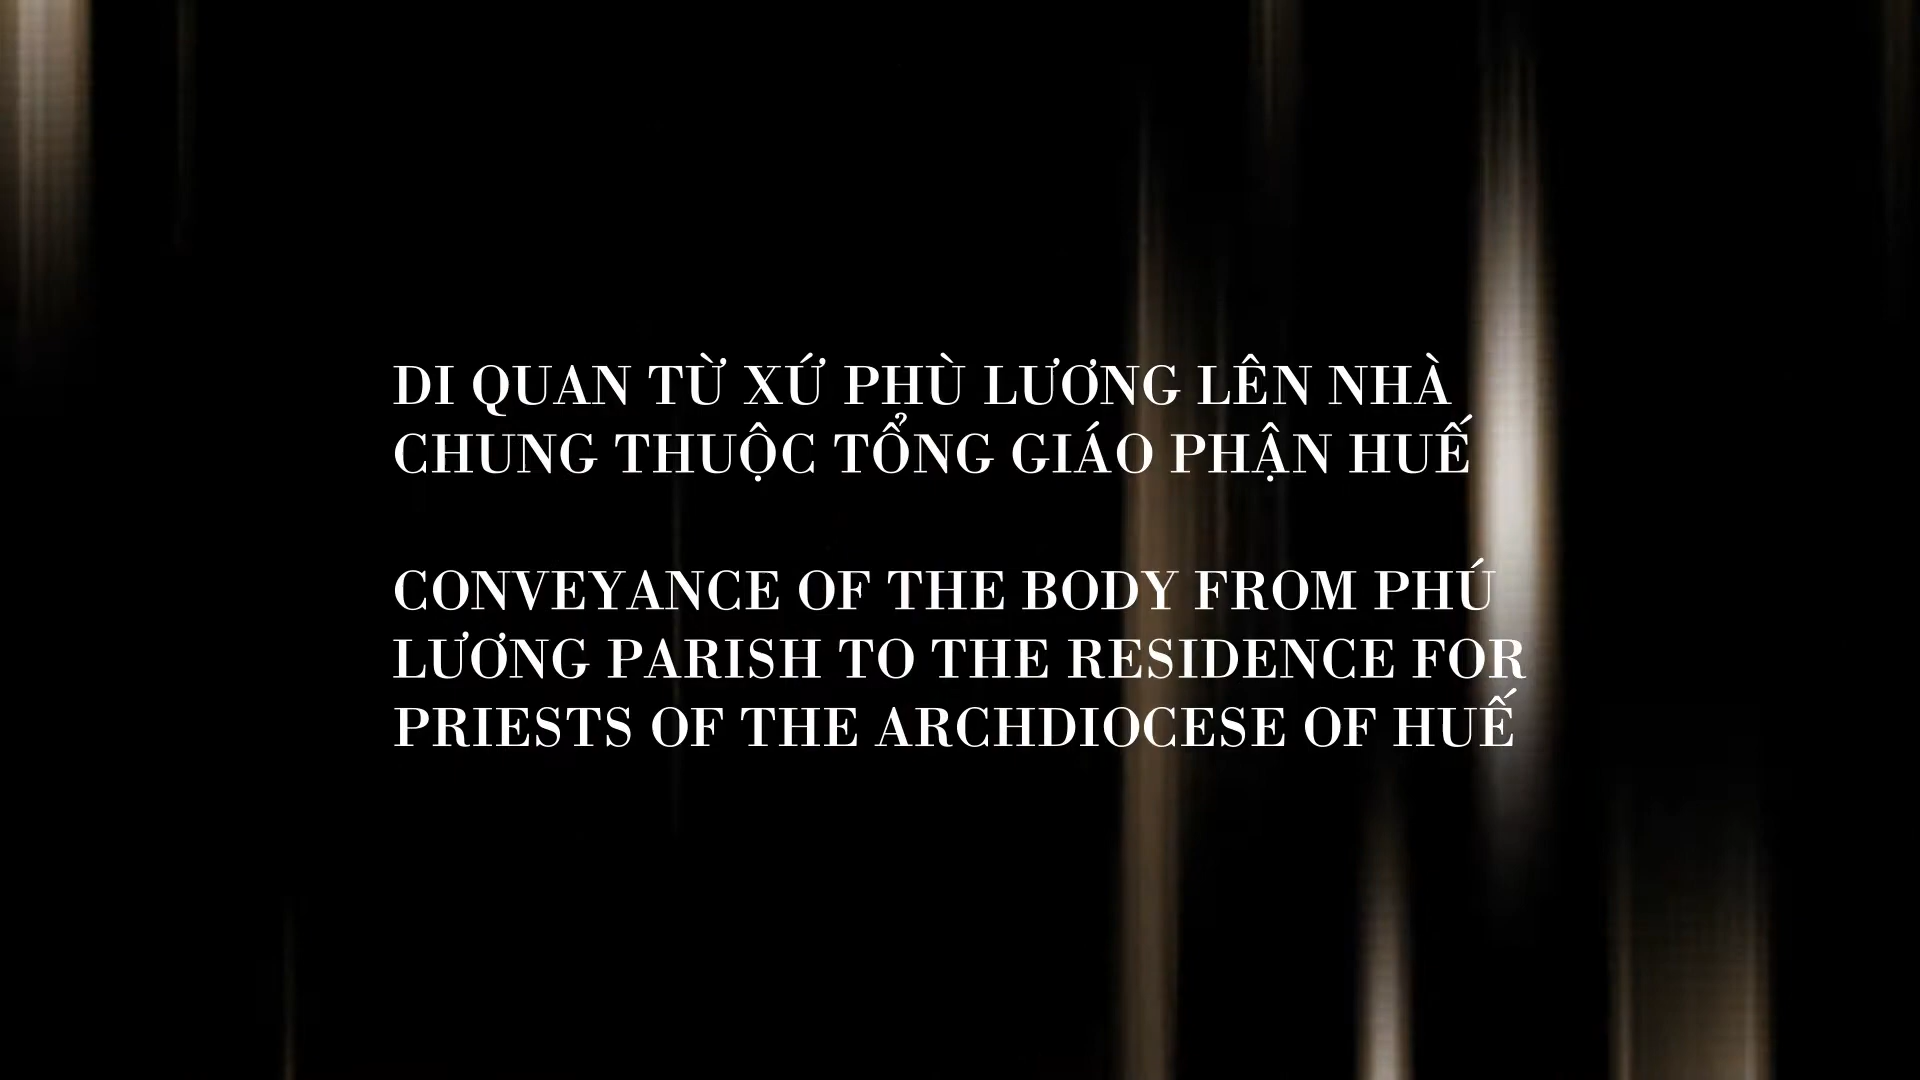 DI QUAN TỪ XỨ PHÙ LƯƠNG LÊN NHÀ
CHUNG THUỘC TỔNG GIÁO PHẬN HUẾ
CONVEYANCE OF THE BODY FROM PHÚ
LƯƠNG PARISH TO THE RESIDENCE FOR
PRIESTS OF THE ARCHDIOCESE OF HUẾ